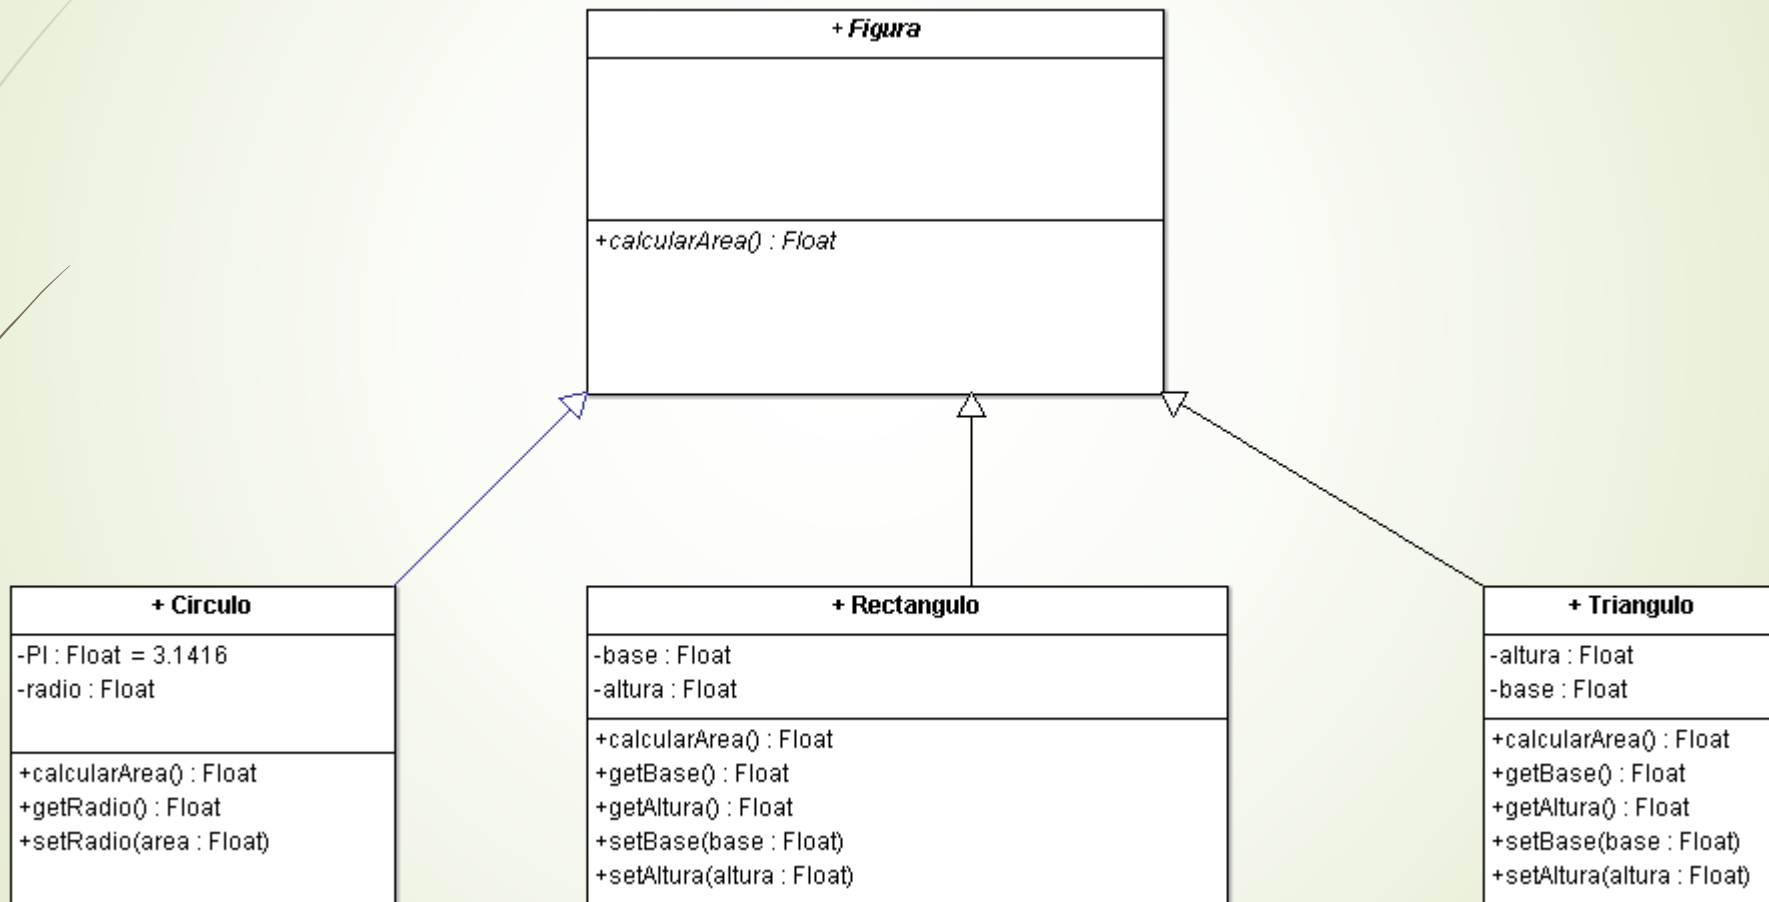 + Figura
+calcularArea() : Float
+ Circulo
-PI : Float = 3.1416
-radio : Float
+calcularArea() : Float
+getRadio() : Float
+setRadio(area : Float)
+ Rectangulo
-base : Float
-altura : Float
+calcularArea() : Float
+getBase() : Float
+getAltura() : Float
+setBase(base : Float)
+setAltura(altura : Float)
+ Triangulo
-altura : Float
-base : Float
+calcularArea() : Float
+getBase() : Float
+getAltura() : Float
+setBase(base : Float)
+setAltura(altura : Float)